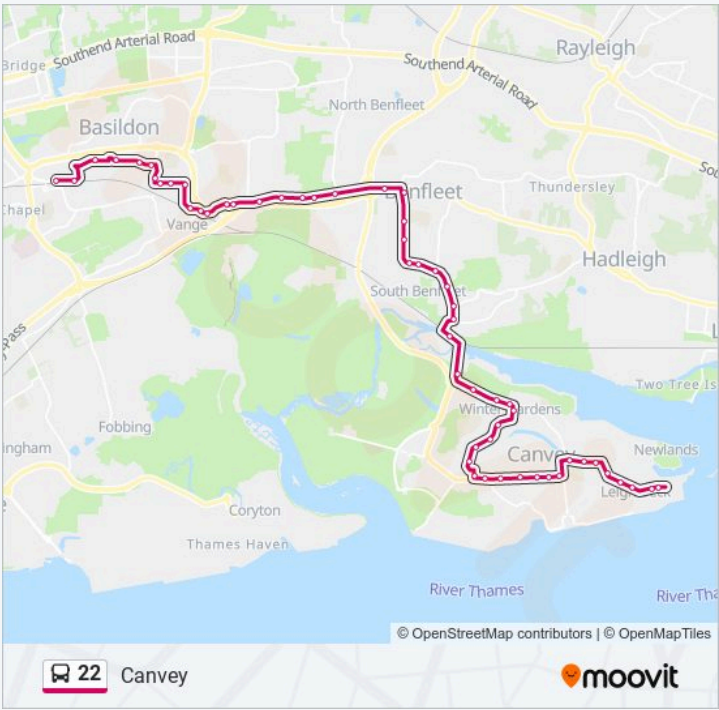 Rayleigh
Southend Arterial Road
Bridge
Southend Arterial Road
North Benfleet
Basildon
Thundersley
Chapel
Vange
Hadleigh
South Benfleet
Two Tree Is
Winter Gardens
Fobbing
Canvey
Newlands
ingham
Coryton
Thames Haven
River Thames
River Tha
© OpenStreetMap contributors | © OpenMapTiles
22 Canvey
moovit